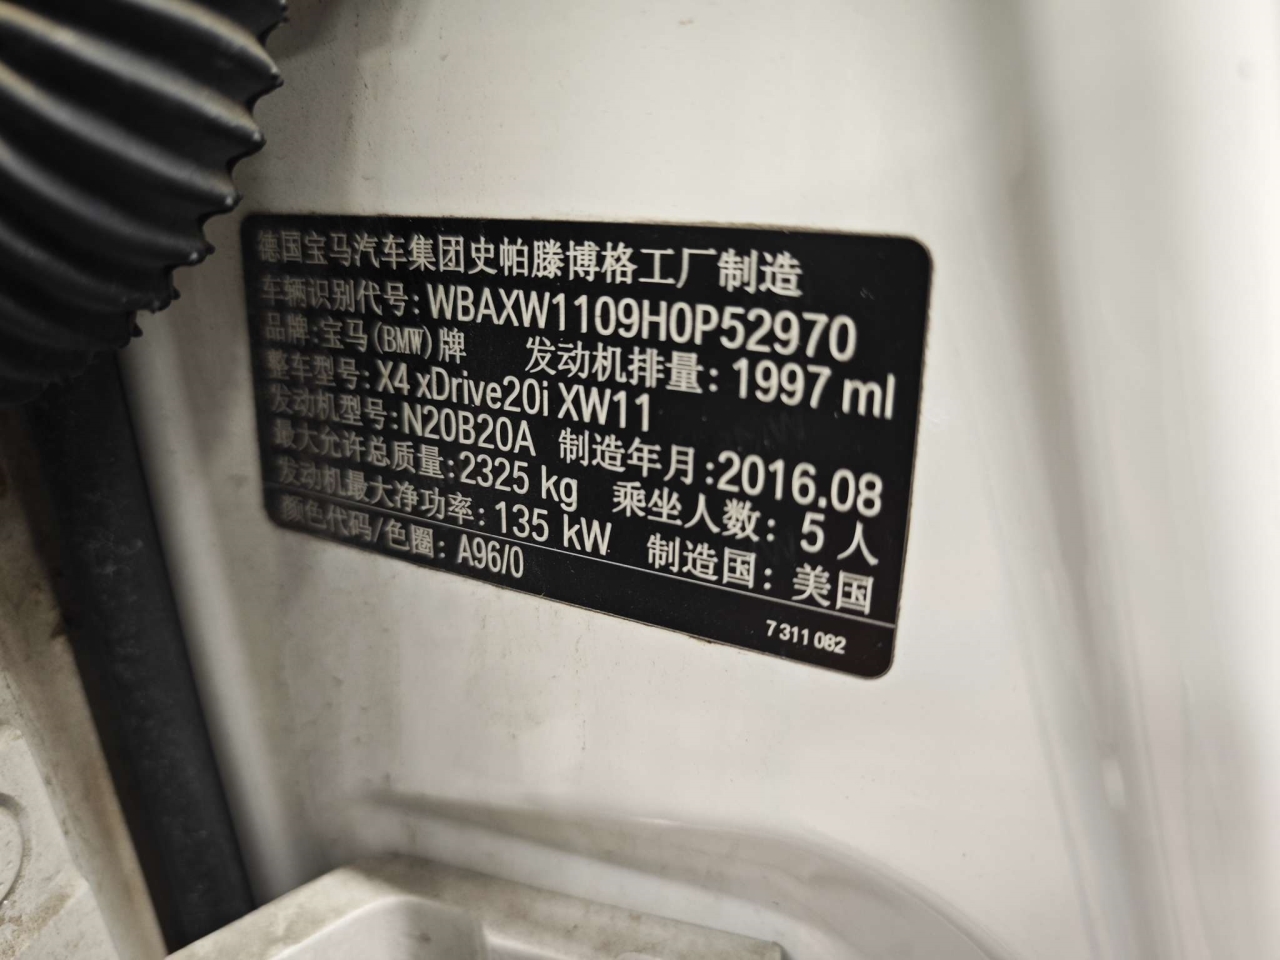 德国宝马汽车集团史帕滕博格工厂制造
车辆识别代号: WBAXW1109H0P52970
品牌: 宝马(BMW)牌 发动机排量: 1997 ml
整车型号: X4 xDrive20i XW11
发动机型号: N20B20A 制造年月: 2016.08
最大允许总质量: 2325 kg 乘坐人数: 5 人
发动机最大净功率: 135 kW 制造国: 美国
颜色代码/色圈: A96/0
7 311 082